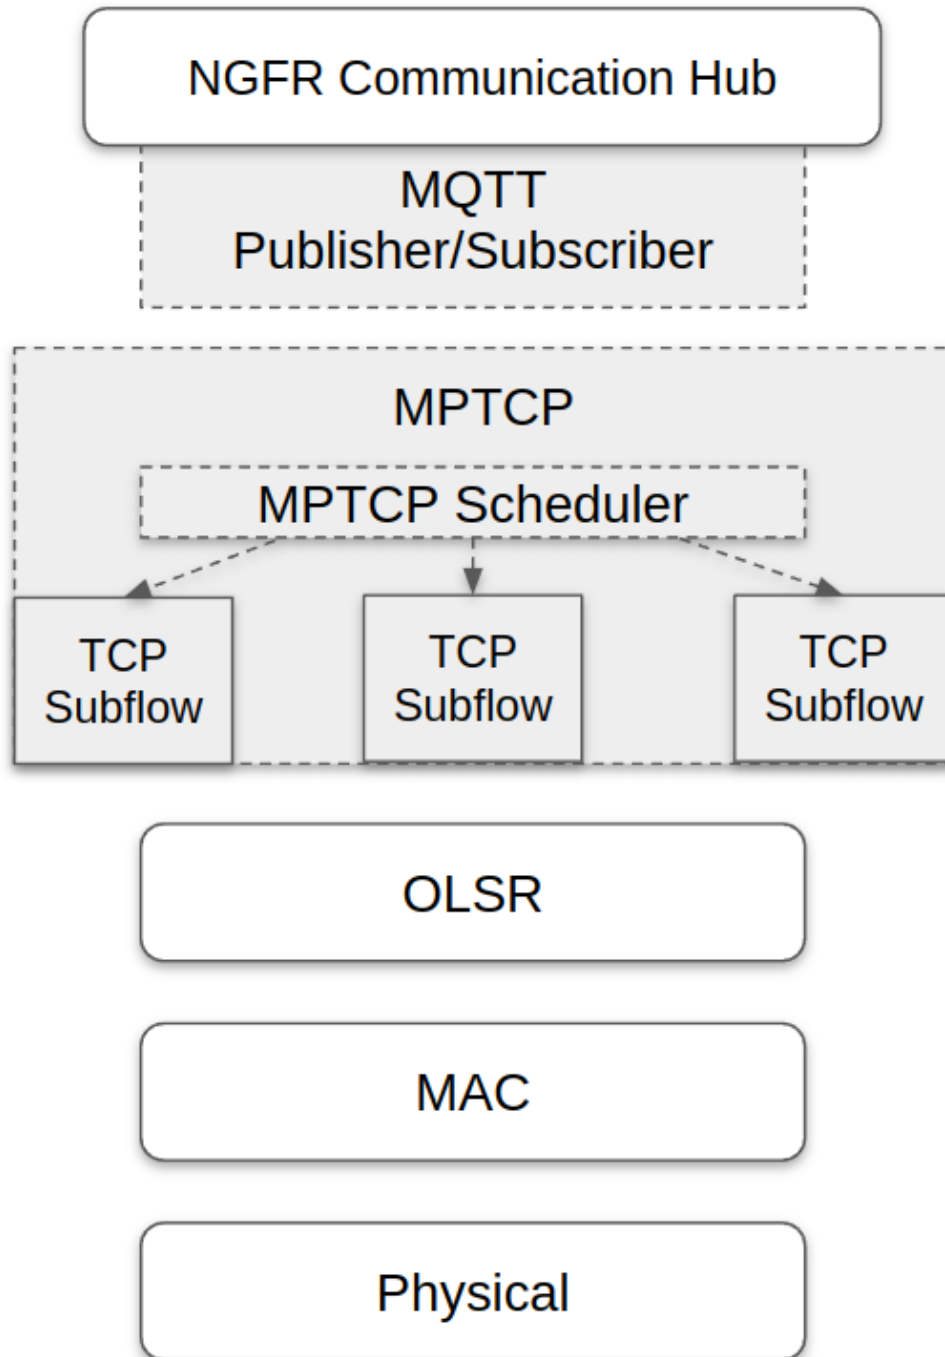 NGFR Communication Hub
MQTT
Publisher/Subscriber
MPTCP
MPTCP Scheduler
TCP
Subflow
TCP
Subflow
TCP
Subflow
OLSR
MAC
Physical